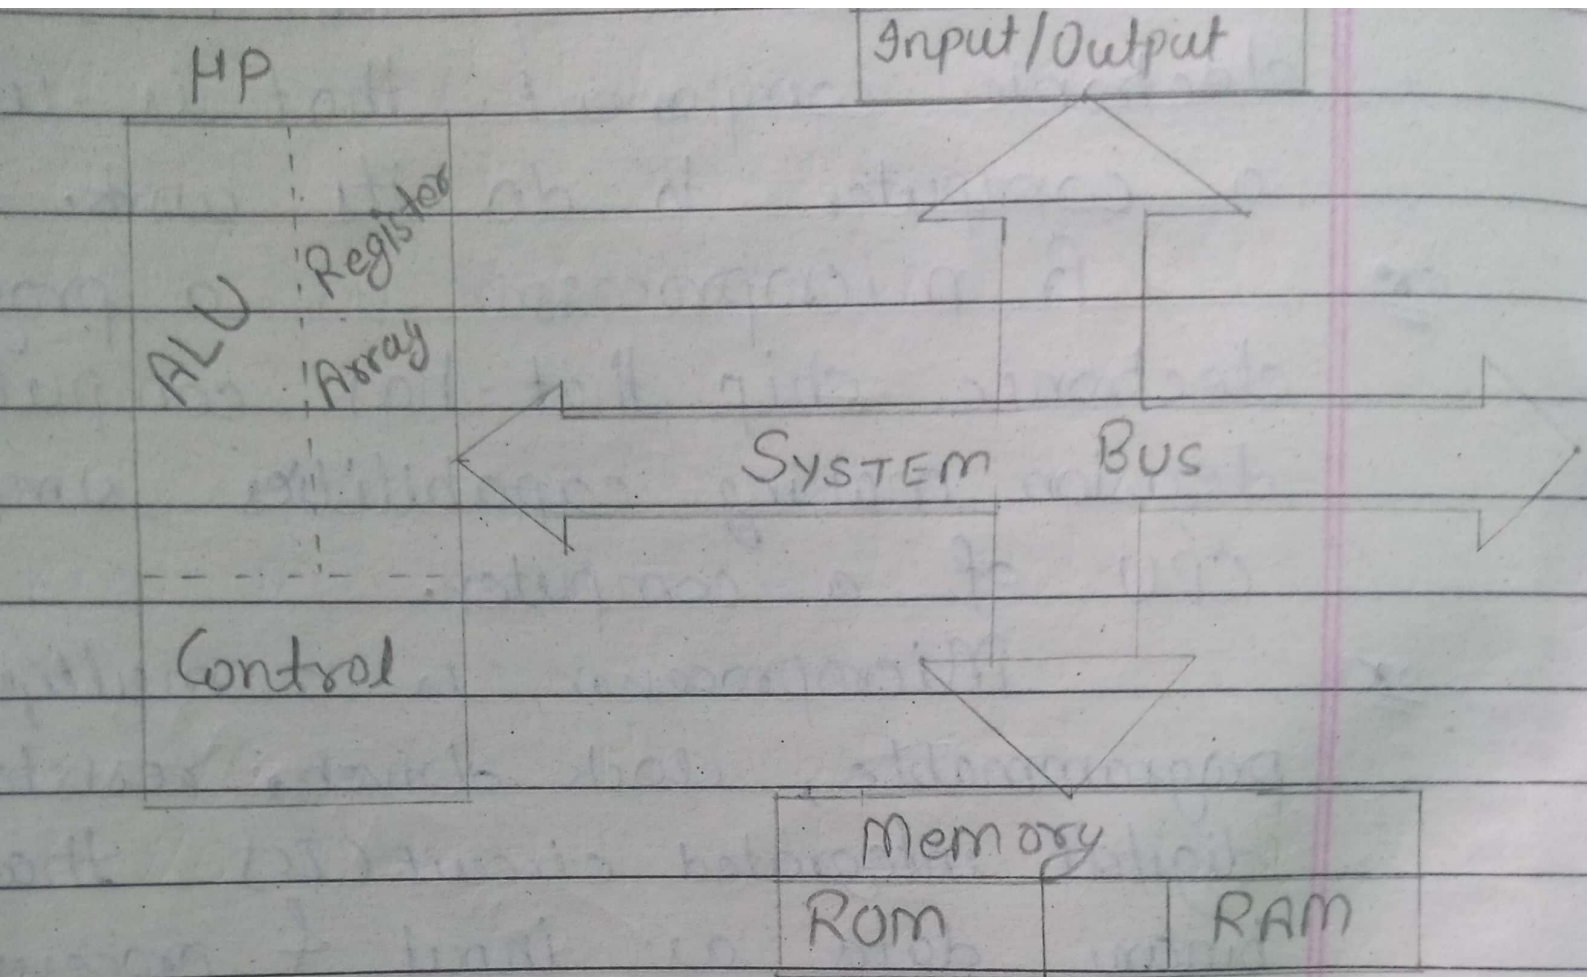 Input/Output
μP
ALU
Register
Array
SYSTEM BUS
Control
Memory
ROM
RAM